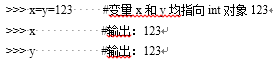 >>> x=y=123 #变量 x 和 y 均指向 int 对象 123
>>> x #输出：123
>>> y #输出：123